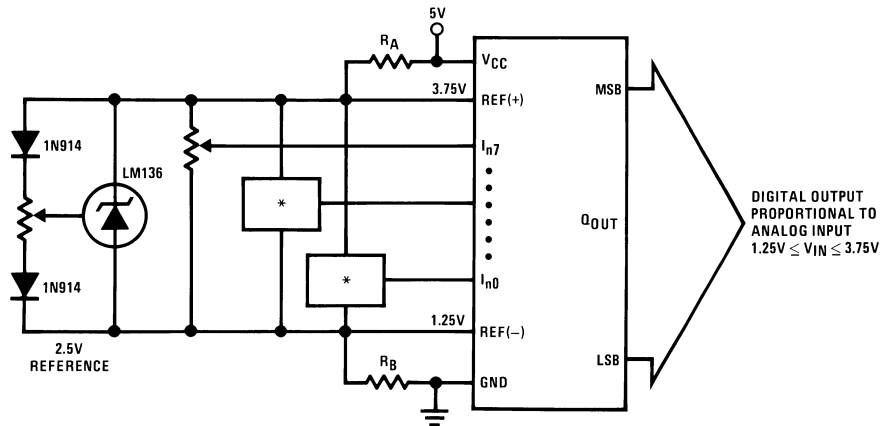 5V
RA
VCC
MSB
3.75V
REF(+)
1N914
In7
LM136
*
QOUT
DIGITAL OUTPUT
PROPORTIONAL TO
ANALOG INPUT
1.25V ≤ VIN ≤ 3.75V
*
In0
1N914
1.25V
REF(–)
2.5V
REFERENCE
RB
GND
LSB